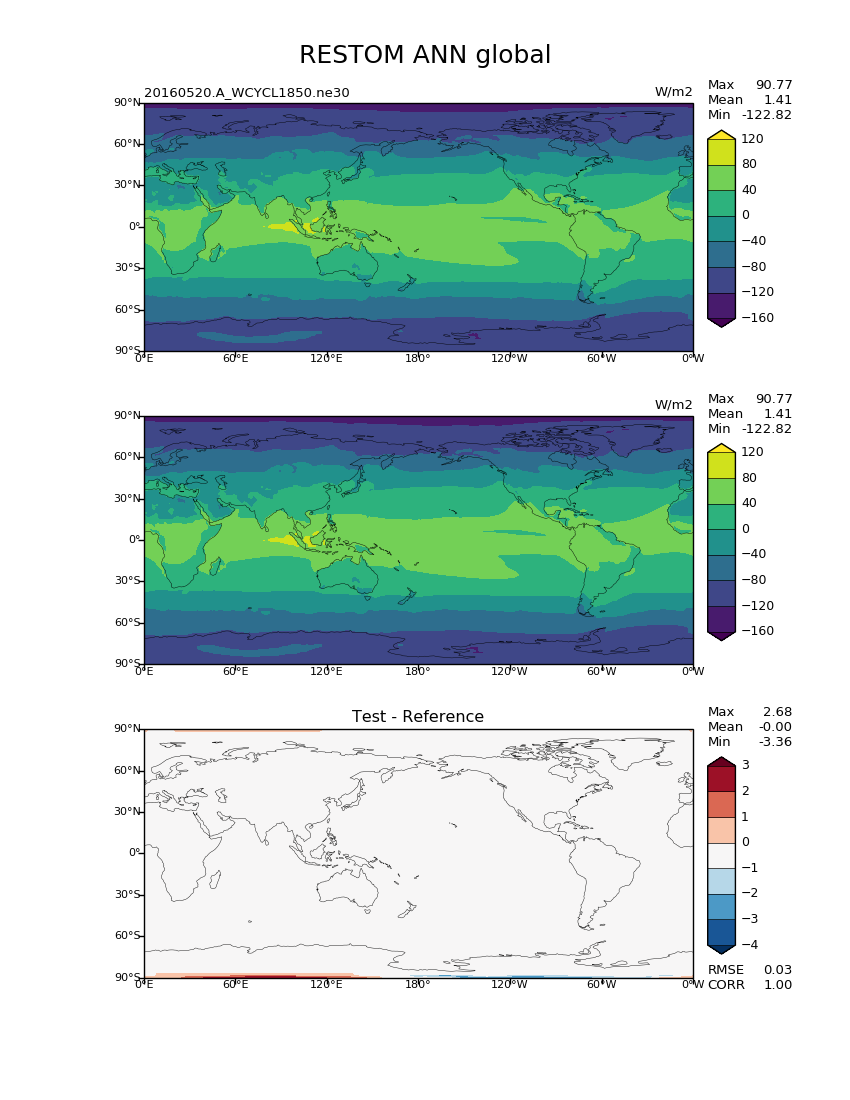 RESTOM ANN global
20160520.A_WCYCL1850.ne30
W/m2
Max 90.77
Mean 1.41
Min -122.82
90°N
60°N
30°N
0°
30°S
60°S
90°S
0°E 60°E 120°E 180° 120°W 60°W 0°W
120
80
40
0
−40
−80
−120
−160
W/m2
Max 90.77
Mean 1.41
Min -122.82
90°N
60°N
30°N
0°
30°S
60°S
90°S
0°E 60°E 120°E 180° 120°W 60°W 0°W
120
80
40
0
−40
−80
−120
−160
Test - Reference
Max 2.68
Mean -0.00
Min -3.36
90°N
60°N
30°N
0°
30°S
60°S
90°S
0°E 60°E 120°E 180° 120°W 60°W 0°W
3
2
1
0
−1
−2
−3
−4
RMSE 0.03
CORR 1.00